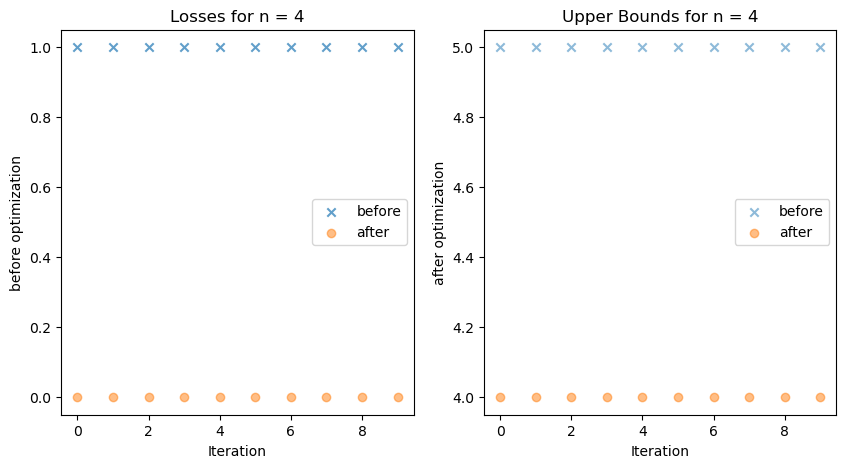 Losses for n = 4
before optimization
1.0
0.8
0.6
0.4
0.2
0.0
before
after
0
2
4
6
8
Iteration
Upper Bounds for n = 4
after optimization
5.0
4.8
4.6
4.4
4.2
4.0
before
after
0
2
4
6
8
Iteration